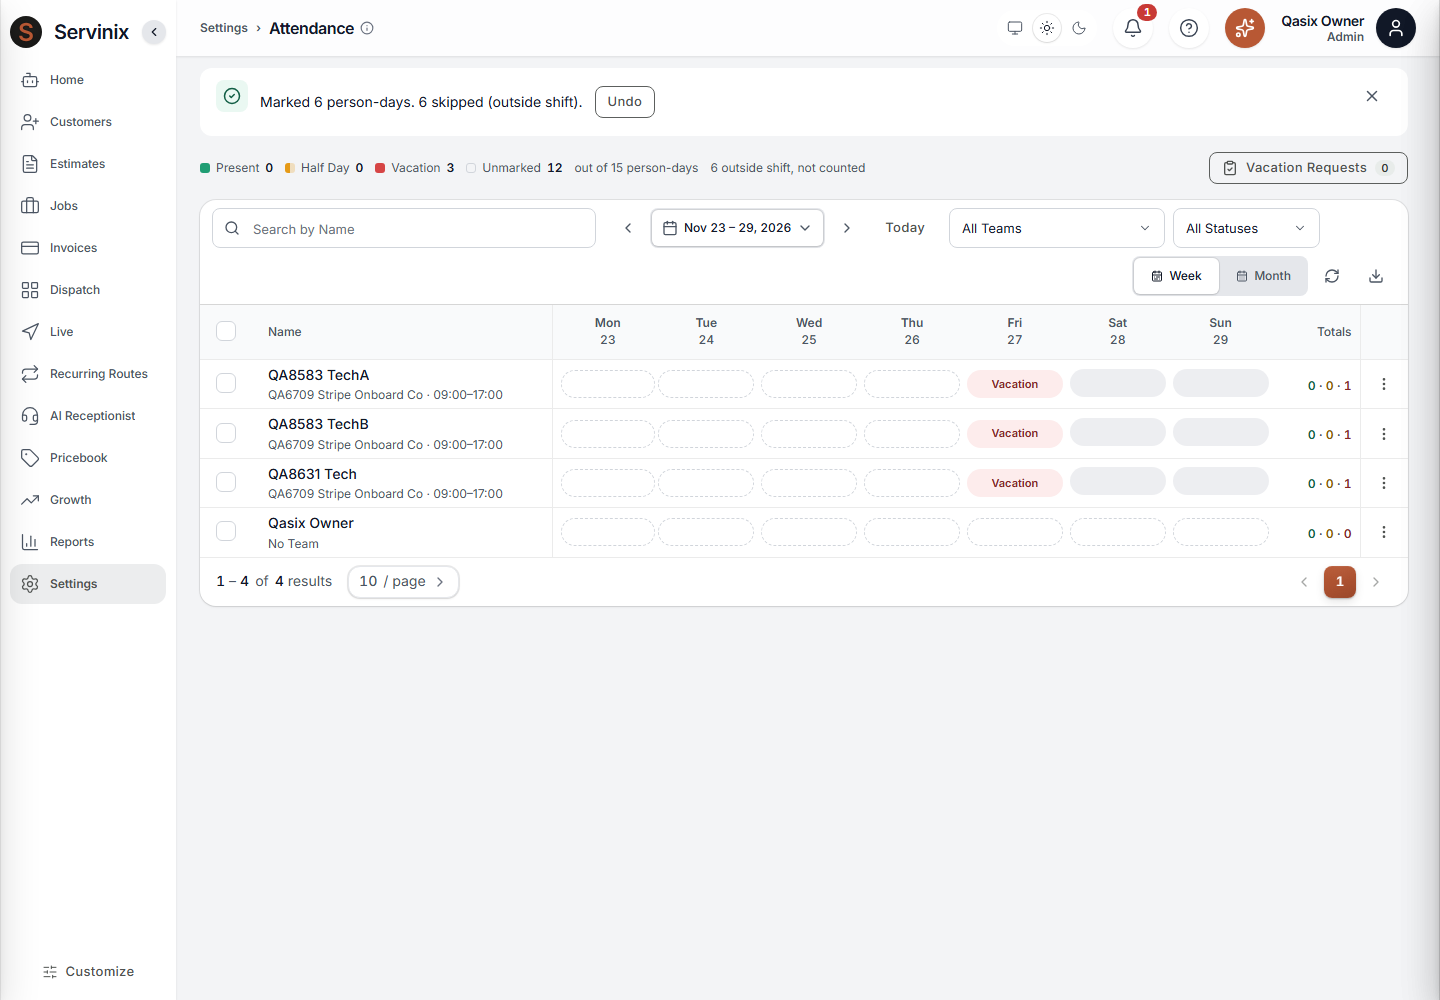 Servinix
Home
Customers
Estimates
Jobs
Invoices
Dispatch
Live
Recurring Routes
AI Receptionist
Pricebook
Growth
Reports
Settings
Customize
Settings › Attendance
1
Qasix Owner
Admin
Marked 6 person-days. 6 skipped (outside shift). Undo
Present 0 Half Day 0 Vacation 3 Unmarked 12 out of 15 person-days 6 outside shift, not counted
Vacation Requests 0
Search by Name
Nov 23 – 29, 2026
Today
All Teams
All Statuses
Week
Month
Name Mon 23 Tue 24 Wed 25 Thu 26 Fri 27 Sat 28 Sun 29 Totals
QA8583 TechA
QA6709 Stripe Onboard Co · 09:00–17:00
Vacation
0 · 0 · 1
QA8583 TechB
QA6709 Stripe Onboard Co · 09:00–17:00
Vacation
0 · 0 · 1
QA8631 Tech
QA6709 Stripe Onboard Co · 09:00–17:00
Vacation
0 · 0 · 1
Qasix Owner
No Team
0 · 0 · 0
1 – 4 of 4 results
10 / page
1